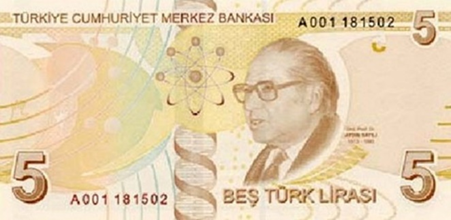 TÜRKİYE CUMHURİYET MERKEZ BANKASI
A001 181502
5
5
A001 181502
BEŞ TÜRK LİRASI
5